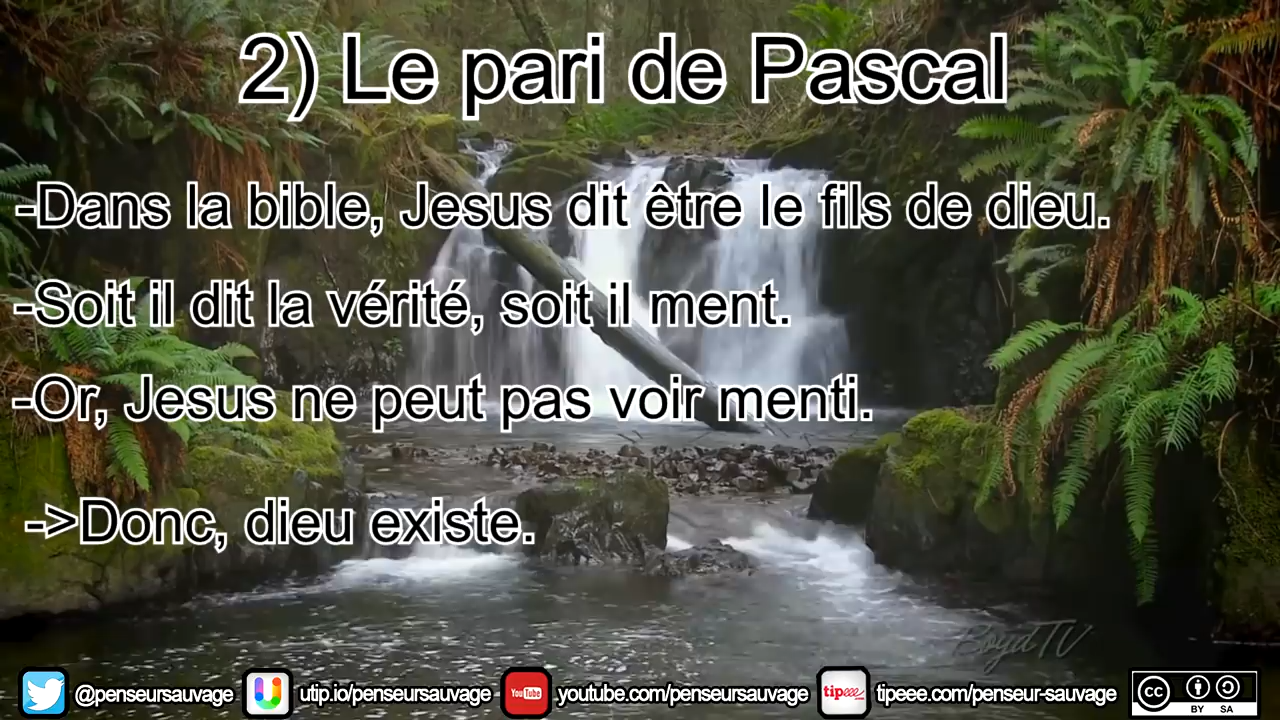 2) Le pari de Pascal
-Dans la bible, Jesus dit être le fils de dieu.
-Soit il dit la vérité, soit il ment.
-Or, Jesus ne peut pas voir menti.
->Donc, dieu existe.
BoydTV
@penseursauvage utip.io/penseursauvage YouTube youtube.com/penseursauvage tipeee tipeee.com/penseur-sauvage cc BY SA